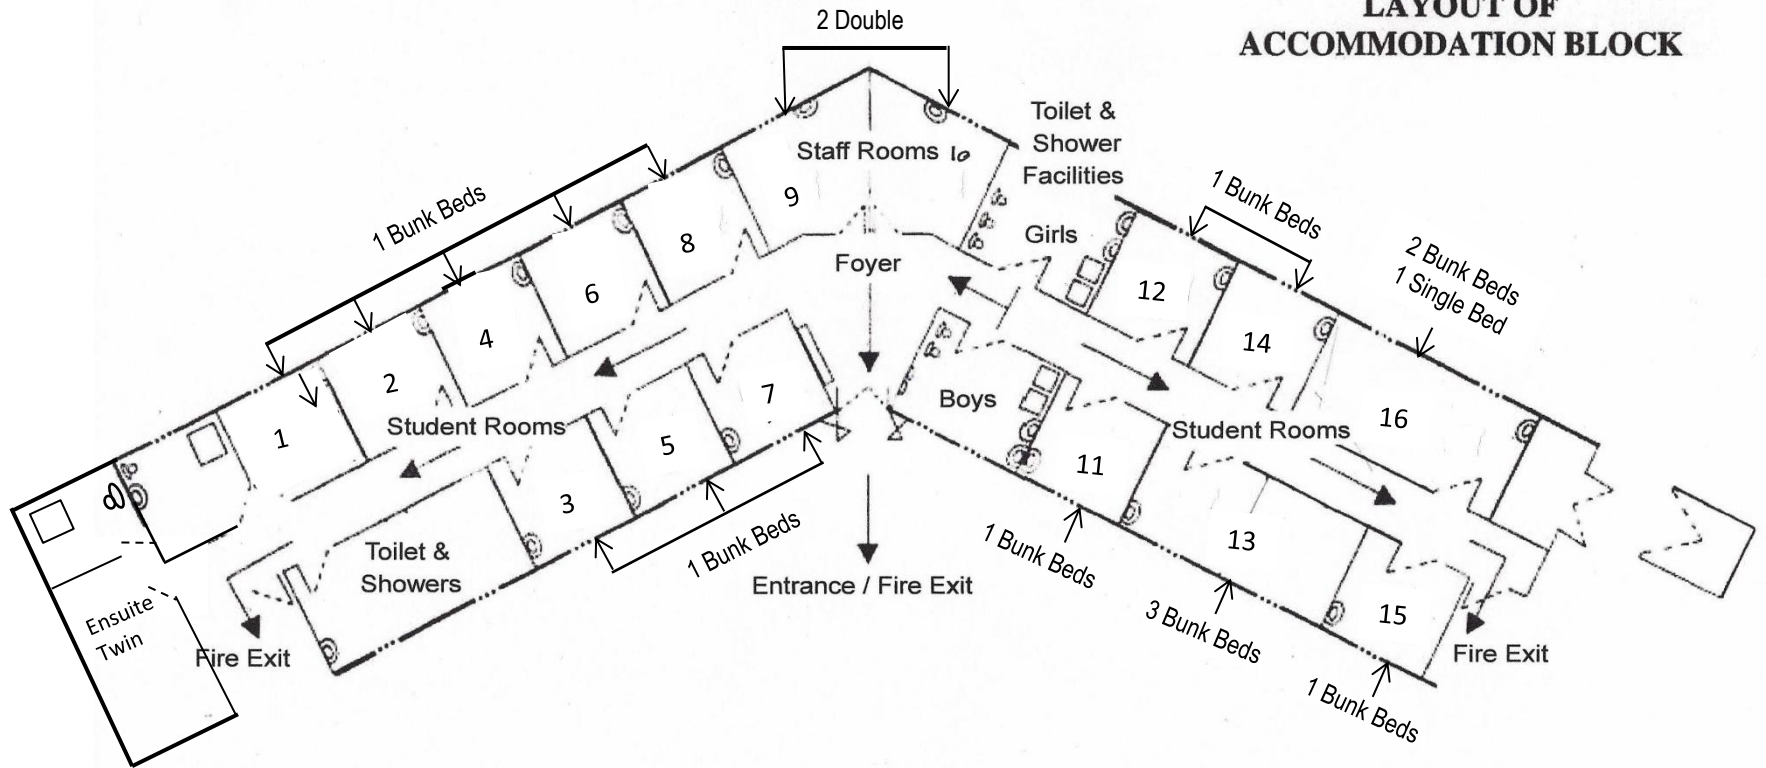 LAYOUT OF
ACCOMMODATION BLOCK
2 Double
Toilet &
Shower
Facilities
Staff Rooms 10
9
1 Bunk Beds
1 Bunk Beds
2 Bunk Beds
1 Single Bed
Girls
Foyer
8
6
4
2
1
12
14
16
Student Rooms
7
5
3
Boys
Student Rooms
11
13
15
1 Bunk Beds
1 Bunk Beds
3 Bunk Beds
1 Bunk Beds
Toilet &
Showers
Entrance / Fire Exit
Ensuite
Twin
Fire Exit
Fire Exit